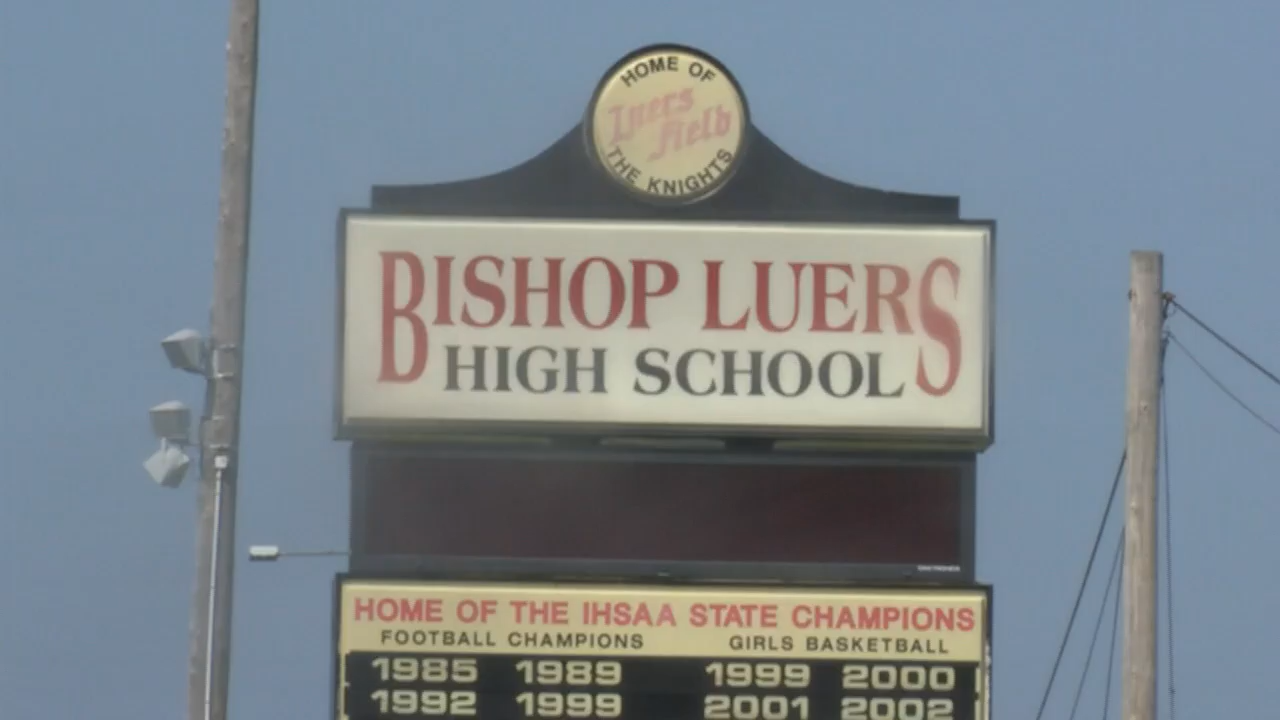 HOME OF
Luers
Field
THE KNIGHTS
BISHOP LUERS
HIGH SCHOOL
DAKTRONICS
HOME OF THE IHSAA STATE CHAMPIONS
FOOTBALL CHAMPIONS GIRLS BASKETBALL
1985 1989 1999 2000
1992 1999 2001 2002